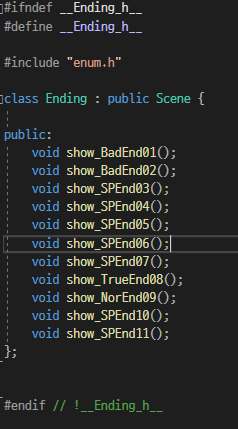 #ifndef __Ending_h__
#define __Ending_h__
#include "enum.h"
class Ending : public Scene {
public:
void show_BadEnd01();
void show_BadEnd02();
void show_SPEnd03();
void show_SPEnd04();
void show_SPEnd05();
void show_SPEnd06();
void show_SPEnd07();
void show_TrueEnd08();
void show_NorEnd09();
void show_SPEnd10();
void show_SPEnd11();
};
#endif // !__Ending_h__